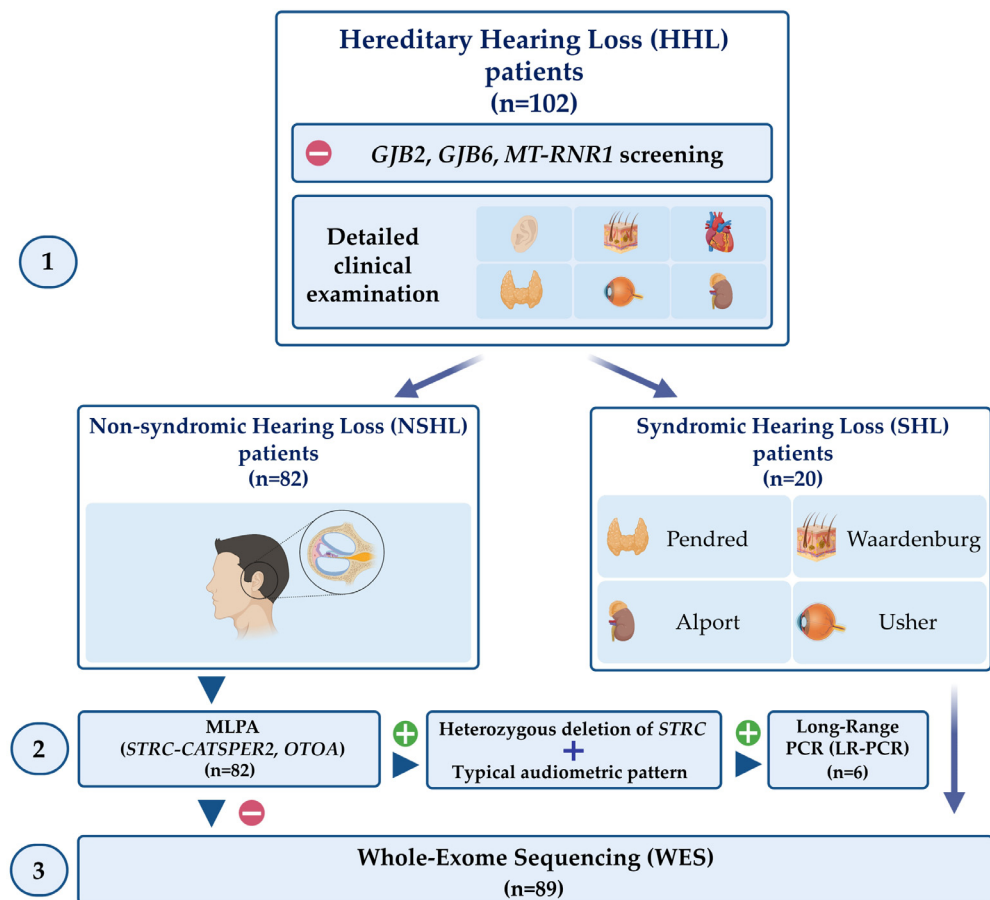 Hereditary Hearing Loss (HHL)
patients
(n=102)
GJB2, GJB6, MT-RNR1 screening
Detailed
clinical
examination
1
Non-syndromic Hearing Loss (NSHL)
patients
(n=82)
Syndromic Hearing Loss (SHL)
patients
(n=20)
Pendred
Waardenburg
Alport
Usher
2
MLPA
(STRC-CATSPER2, OTOA)
(n=82)
Heterozygous deletion of STRC
+
Typical audiometric pattern
Long-Range
PCR (LR-PCR)
(n=6)
3
Whole-Exome Sequencing (WES)
(n=89)